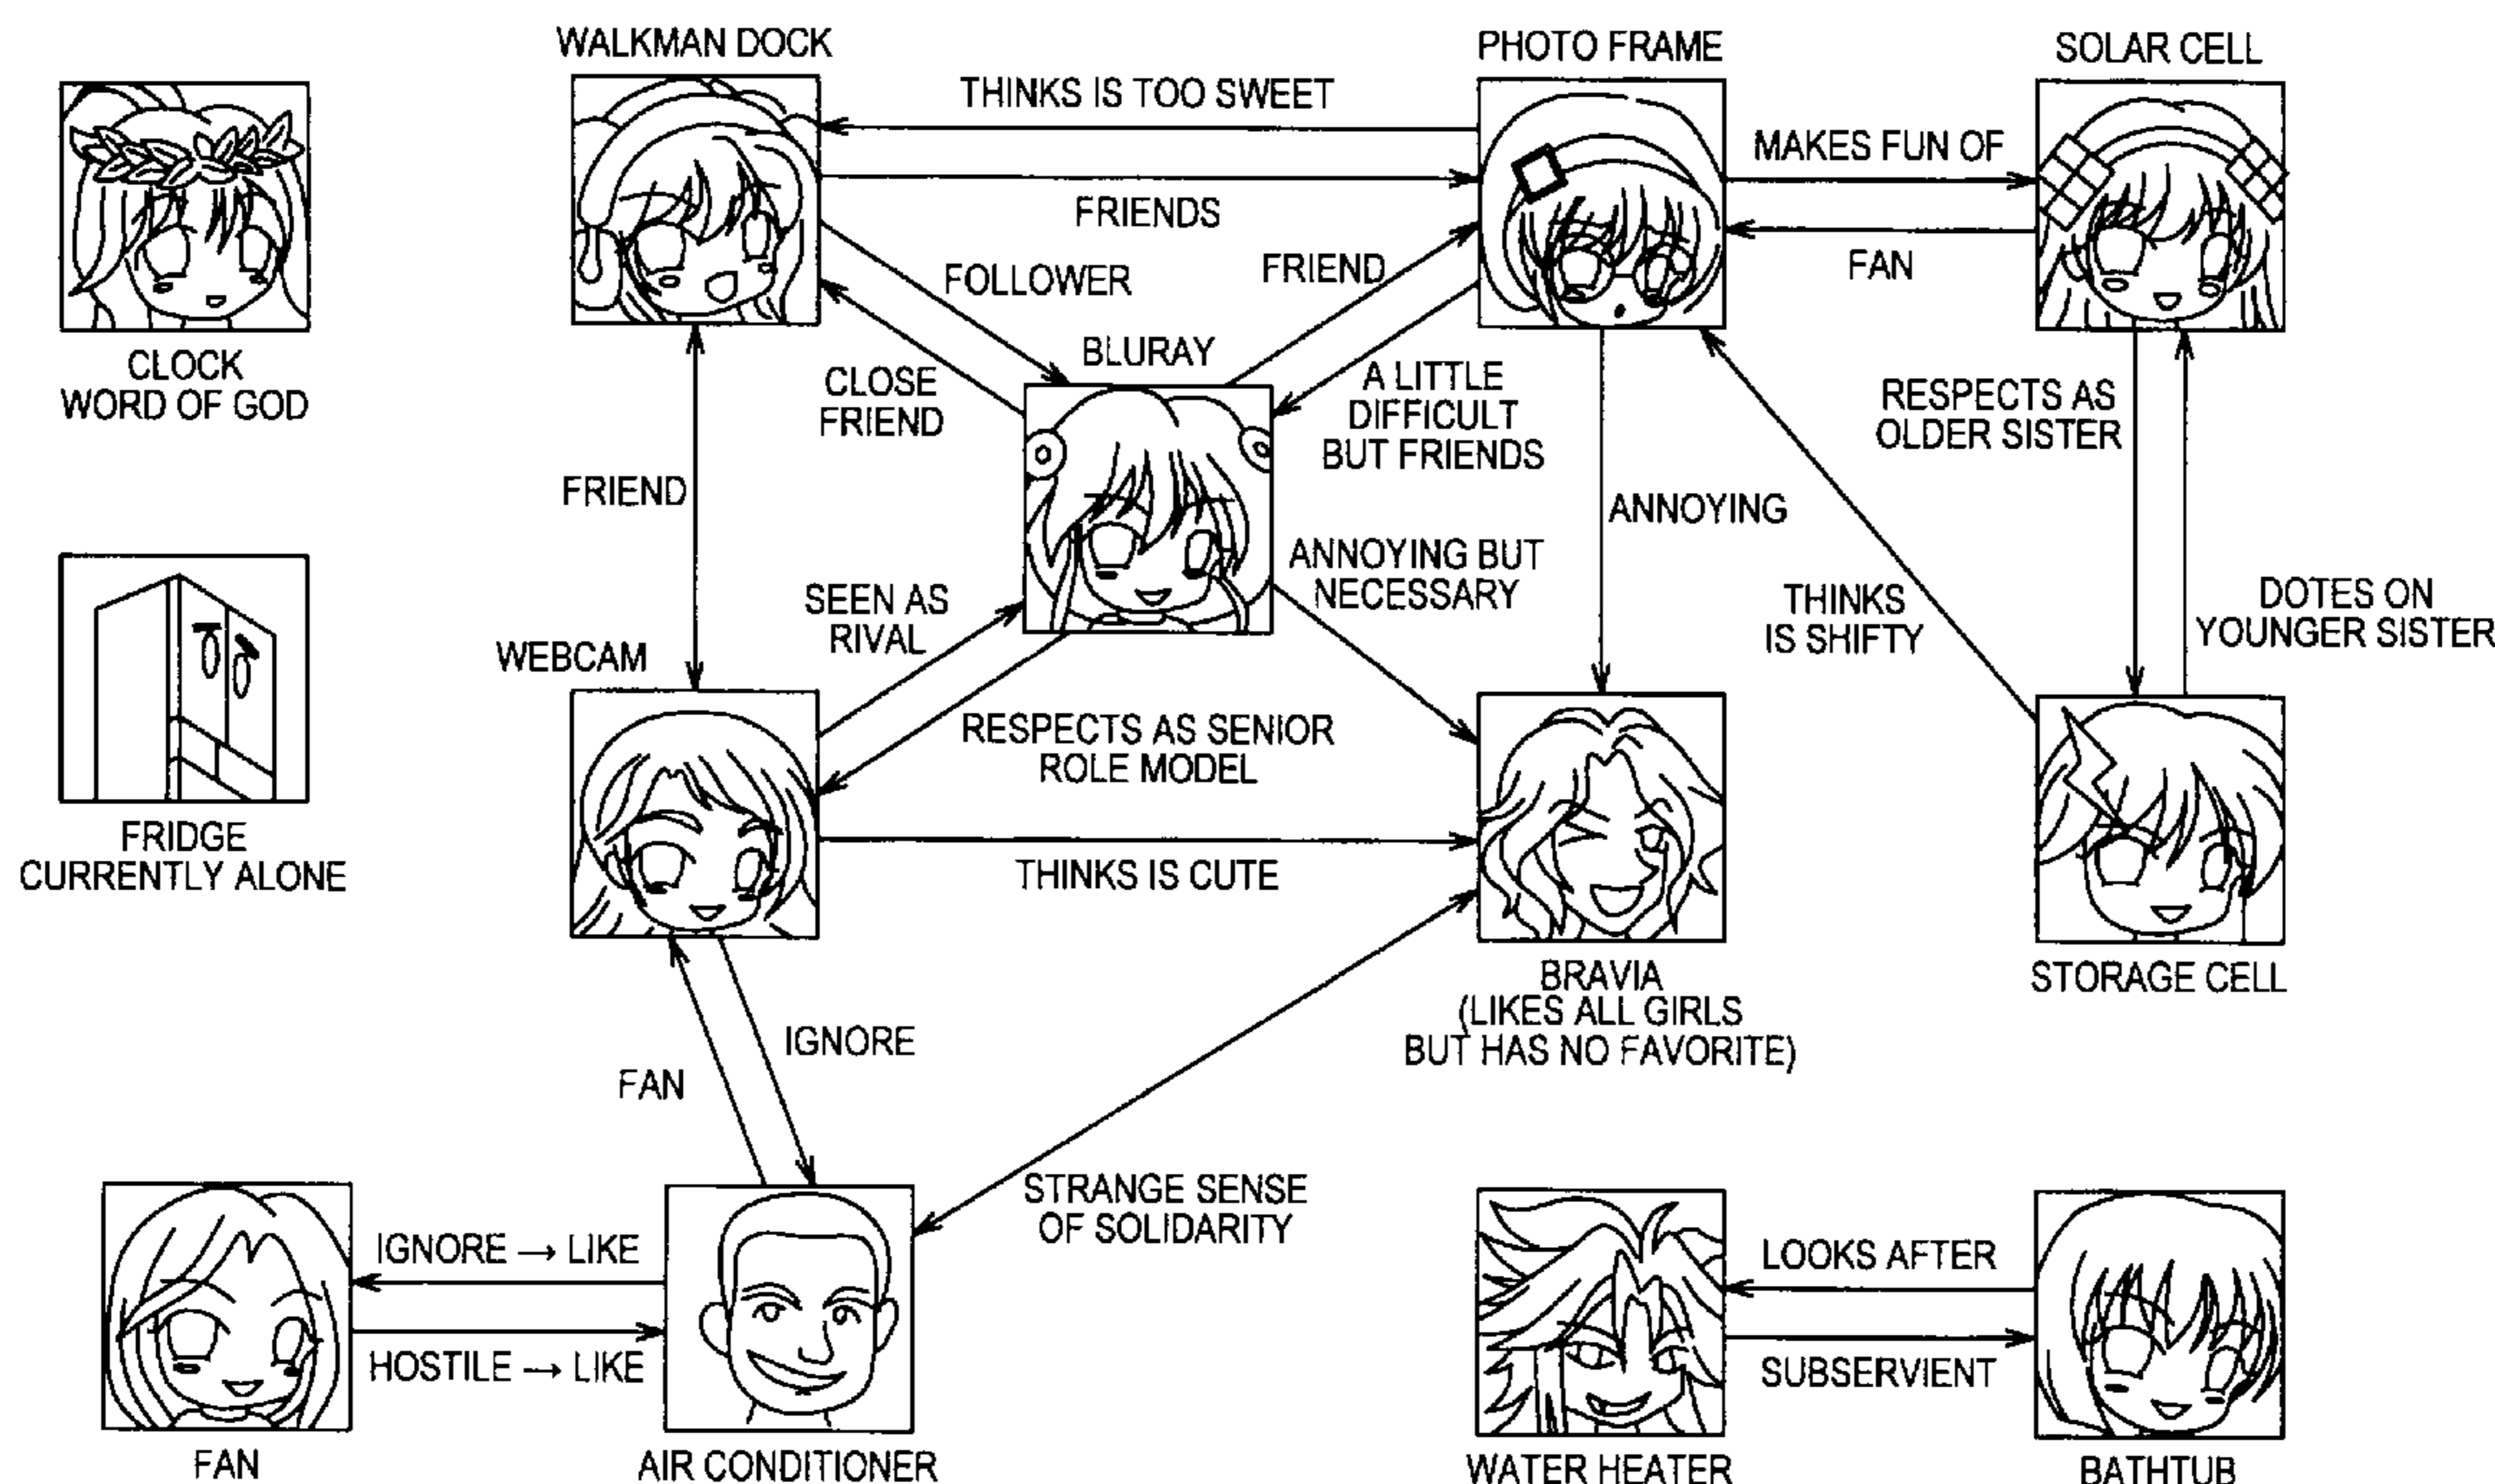 WALKMAN DOCK
PHOTO FRAME
SOLAR CELL
THINKS IS TOO SWEET
MAKES FUN OF
FRIENDS
FOLLOWER
FRIEND
FAN
CLOCK
WORD OF GOD
BLURAY
CLOSE
FRIEND
A LITTLE
DIFFICULT
BUT FRIENDS
RESPECTS AS
OLDER SISTER
FRIEND
ANNOYING
ANNOYING BUT
NECESSARY
SEEN AS
RIVAL
THINKS
IS SHIFTY
DOTES ON
YOUNGER SISTER
WEBCAM
RESPECTS AS SENIOR
ROLE MODEL
FRIDGE
CURRENTLY ALONE
THINKS IS CUTE
BRAVIA
(LIKES ALL GIRLS
BUT HAS NO FAVORITE)
STORAGE CELL
IGNORE
FAN
STRANGE SENSE
OF SOLIDARITY
IGNORE → LIKE
HOSTILE → LIKE
LOOKS AFTER
SUBSERVIENT
FAN
AIR CONDITIONER
WATER HEATER
BATHTUB